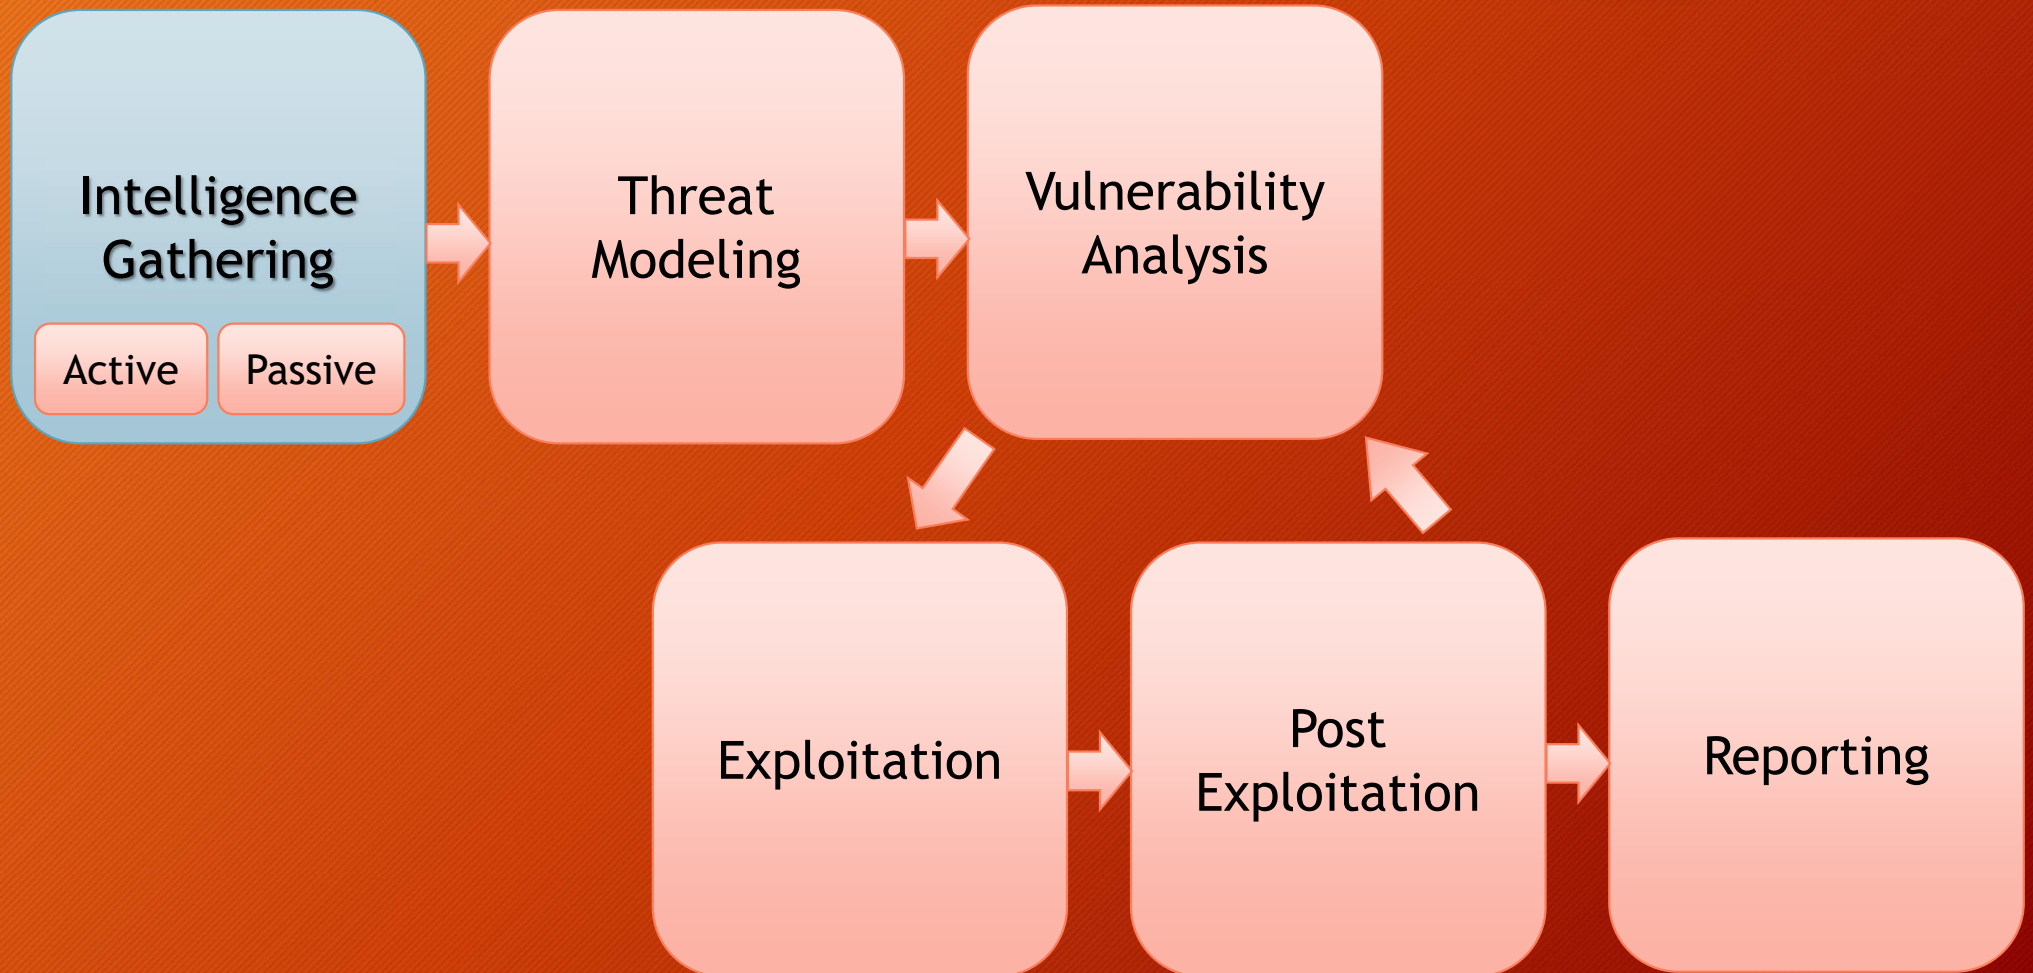 Intelligence
Gathering
Active
Passive
Threat
Modeling
Vulnerability
Analysis
Exploitation
Post
Exploitation
Reporting